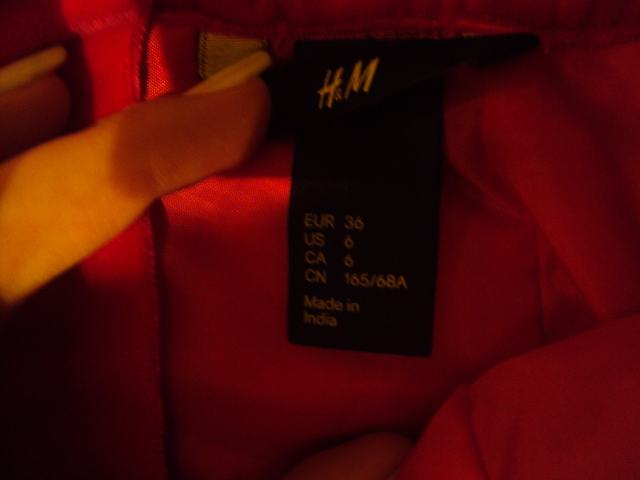 H&M
EUR 36
US 6
CA 6
CN 165/68A
Made in
India